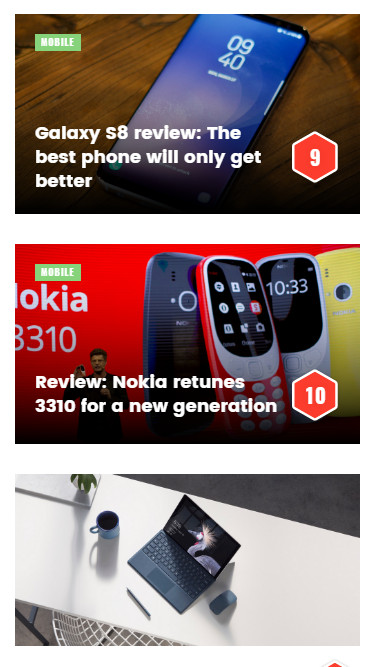 MOBILE
09
40
Galaxy S8 review: The
best phone will only get
better
9
MOBILE
okia
3310
10:33
Review: Nokia retunes
3310 for a new generation
10